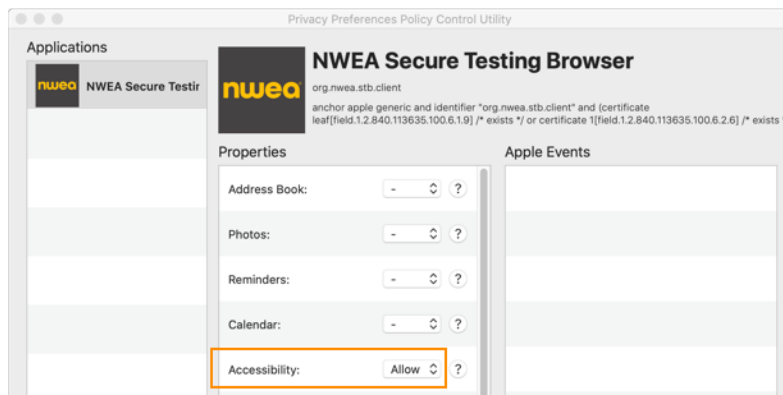 Privacy Preferences Policy Control Utility
Applications
nwea NWEA Secure Testir
nwea
NWEA Secure Testing Browser
org.nwea.stb.client
anchor apple generic and identifier "org.nwea.stb.client" and (certificate
leaf[field.1.2.840.113635.100.6.1.9] /* exists */ or certificate 1[field.1.2.840.113635.100.6.2.6] /* exists *
Properties
Apple Events
Address Book: - ?
Photos: - ?
Reminders: - ?
Calendar: - ?
Accessibility: Allow ?